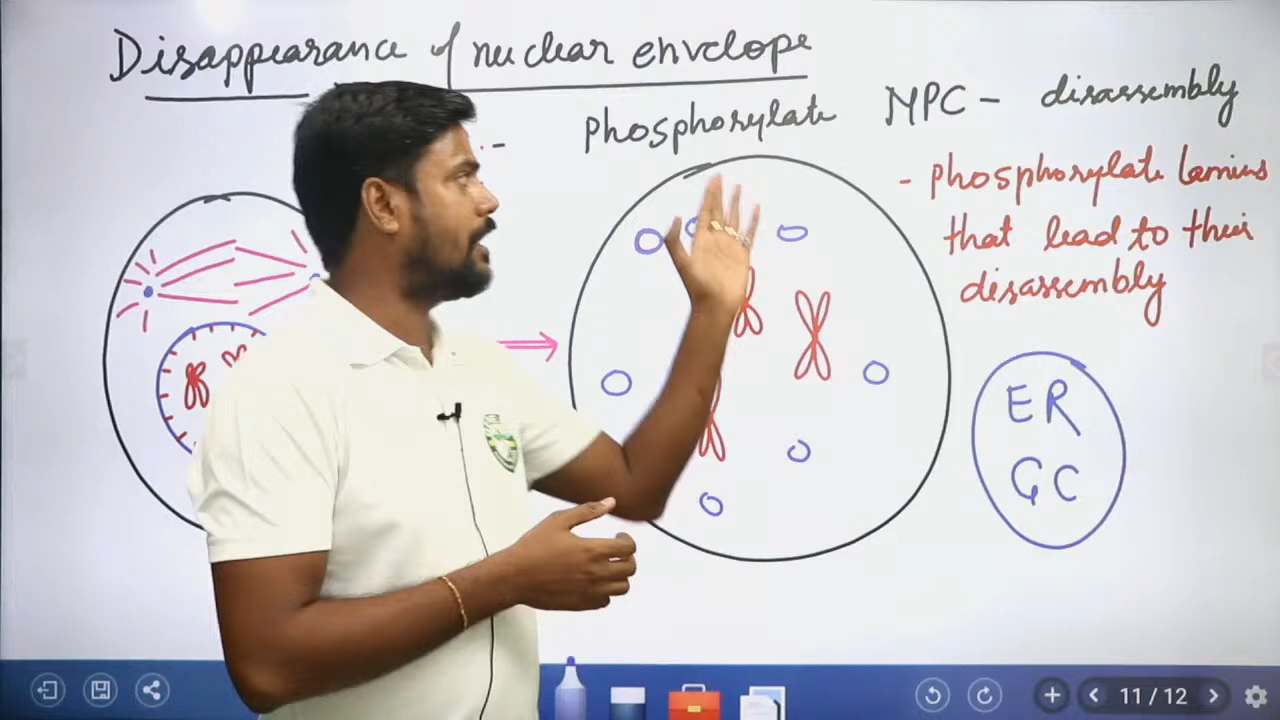 Disappearance of nuclear envelope
phosphorylate NPC - disassembly
- phosphorylate lamins
that lead to their
disassembly
ER
GC
11 / 12